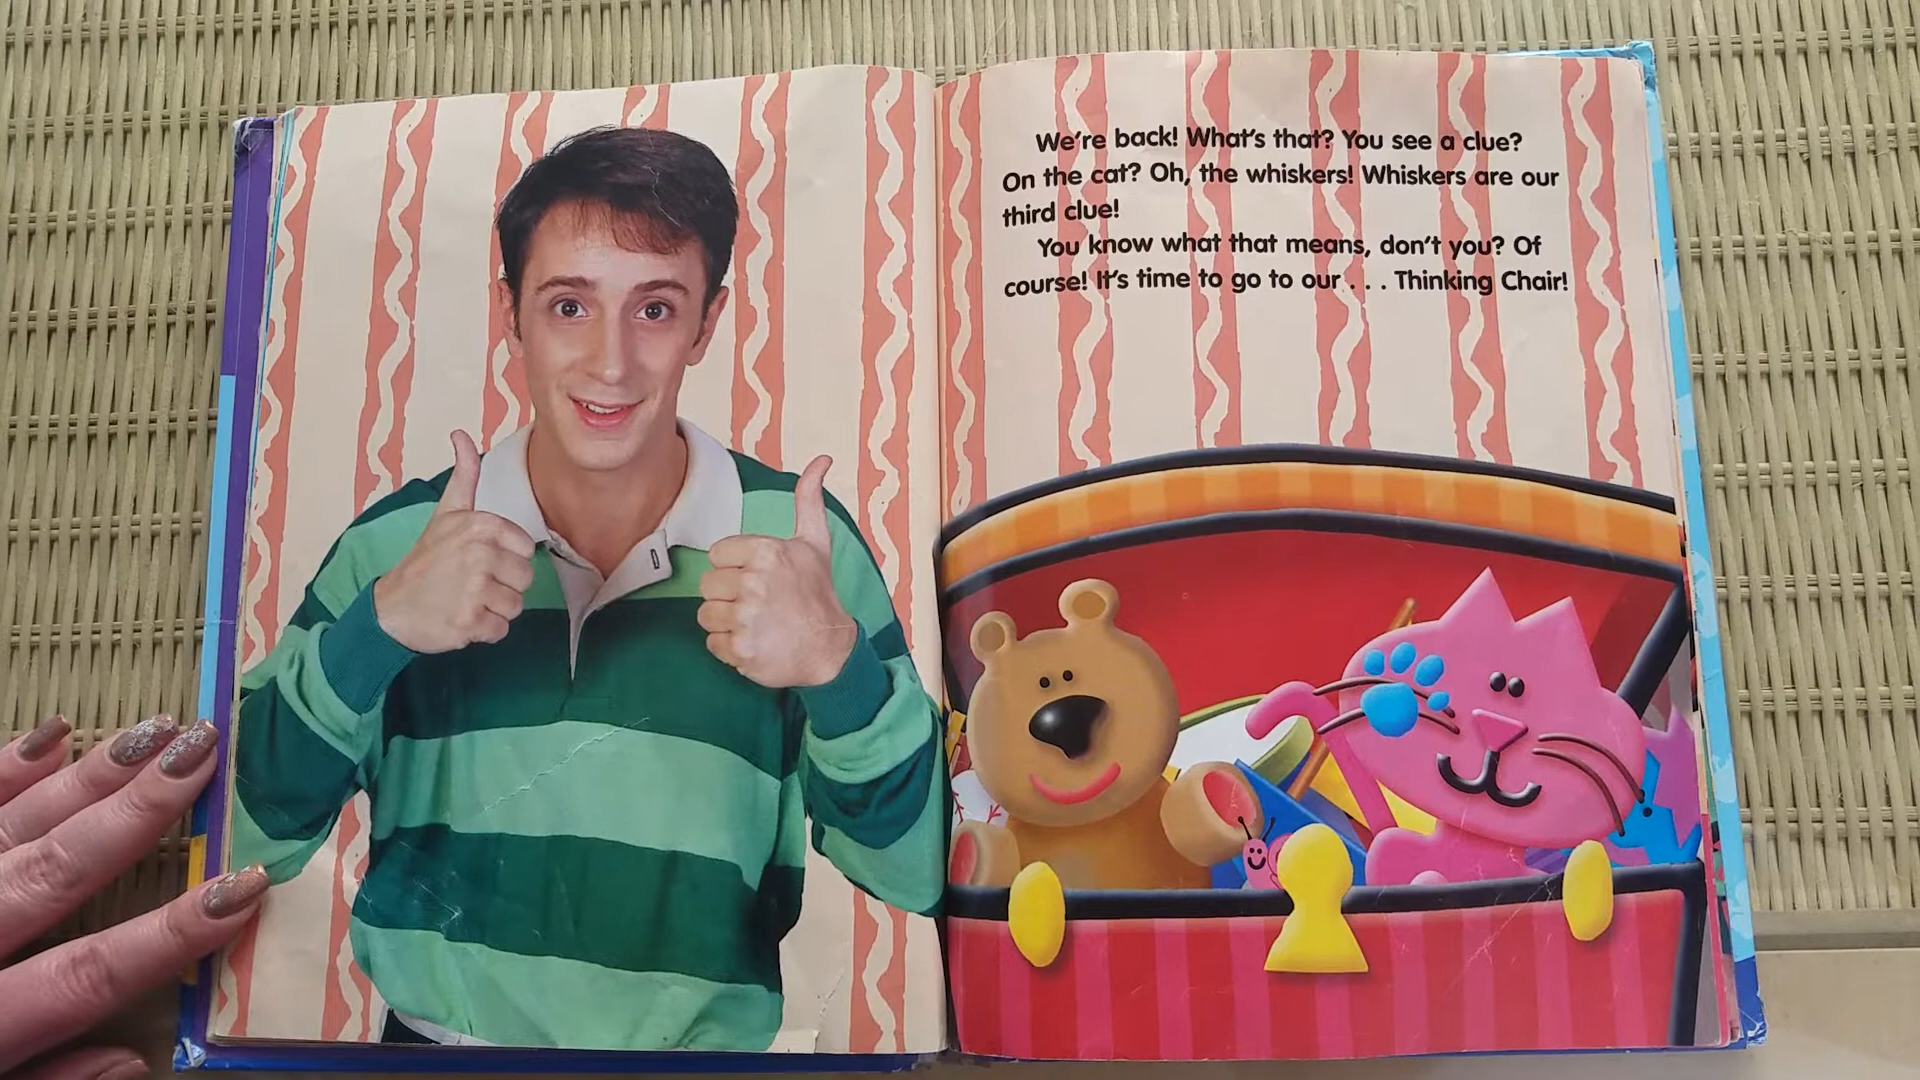 We're back! What's that? You see a clue?
On the cat? Oh, the whiskers! Whiskers are our
third clue!
You know what that means, don't you? Of
course! It's time to go to our . . . Thinking Chair!